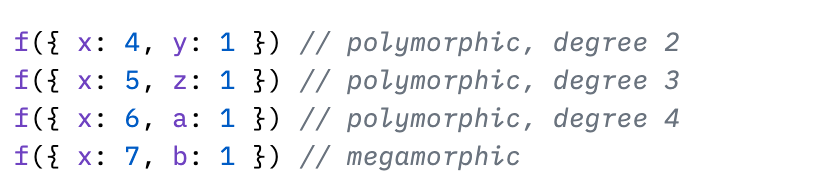 f({ x: 4, y: 1 }) // polymorphic, degree 2
f({ x: 5, z: 1 }) // polymorphic, degree 3
f({ x: 6, a: 1 }) // polymorphic, degree 4
f({ x: 7, b: 1 }) // megamorphic